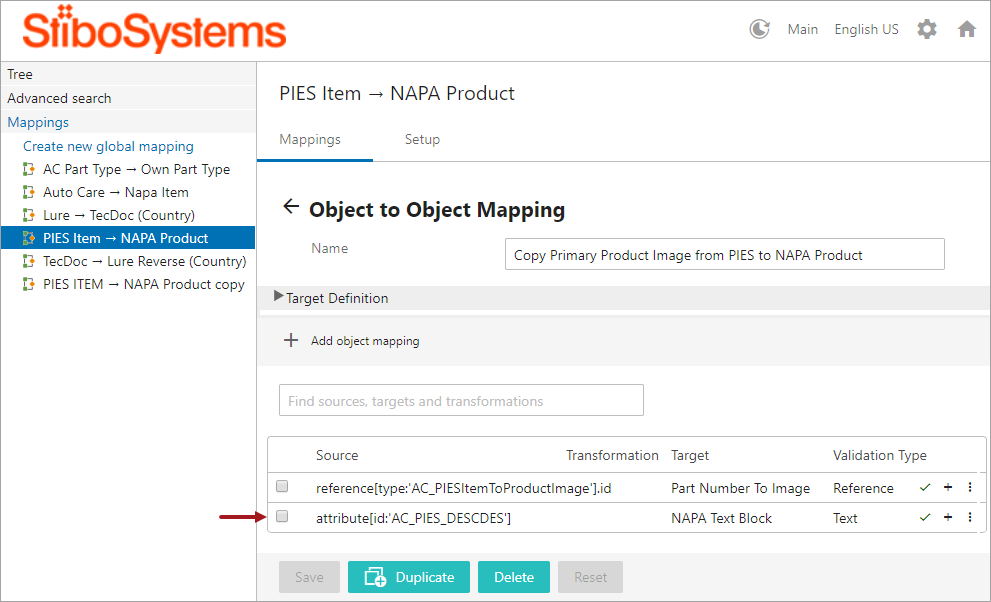 StiboSystems
Main English US
Tree
Advanced search
Mappings
Create new global mapping
AC Part Type → Own Part Type
Auto Care → Napa Item
Lure → TecDoc (Country)
PIES Item → NAPA Product
TecDoc → Lure Reverse (Country)
PIES ITEM → NAPA Product copy
PIES Item → NAPA Product
Mappings Setup
Object to Object Mapping
Name Copy Primary Product Image from PIES to NAPA Product
Target Definition
Add object mapping
Find sources, targets and transformations
Source Transformation Target Validation Type
reference[type:'AC_PIESItemToProductImage'].id Part Number To Image Reference
attribute[id:'AC_PIES_DESCDES'] NAPA Text Block Text
Save Duplicate Delete Reset